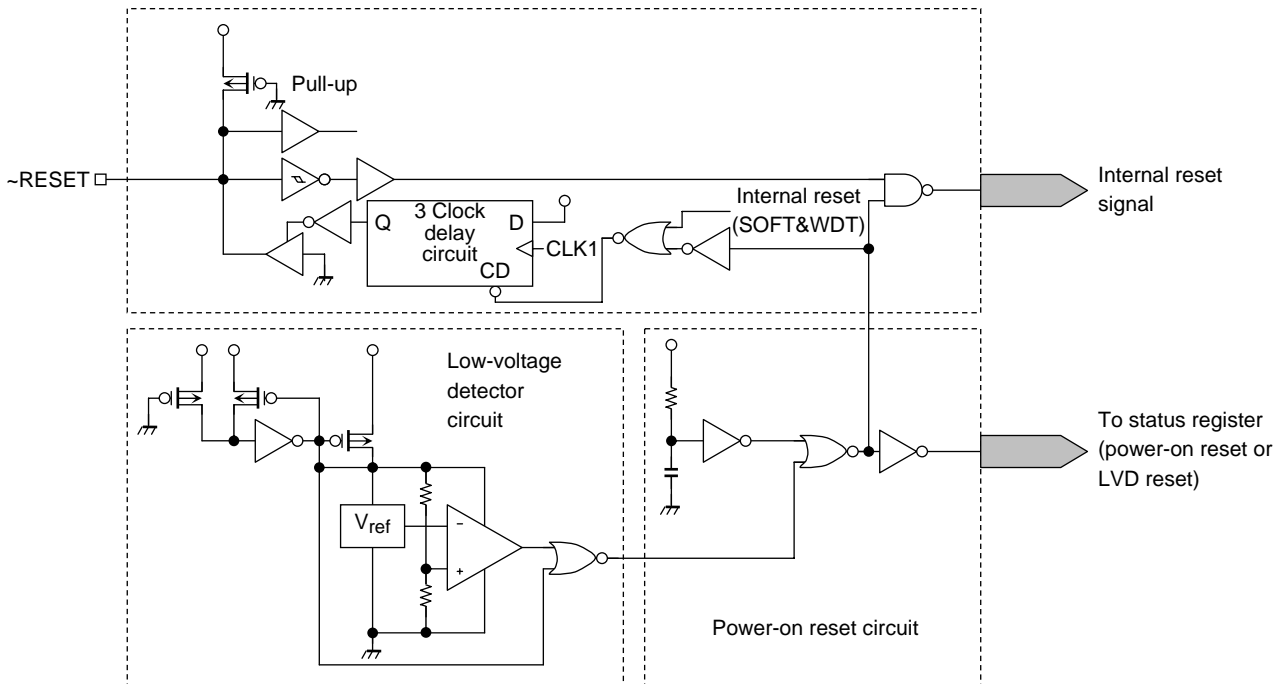 Pull-up
~RESET
Internal reset
signal
Internal reset
(SOFT&WDT)
3 Clock
delay
circuit
Q
D
CLK1
CD
Low-voltage
detector
circuit
Vref
−
+
To status register
(power-on reset or
LVD reset)
Power-on reset circuit